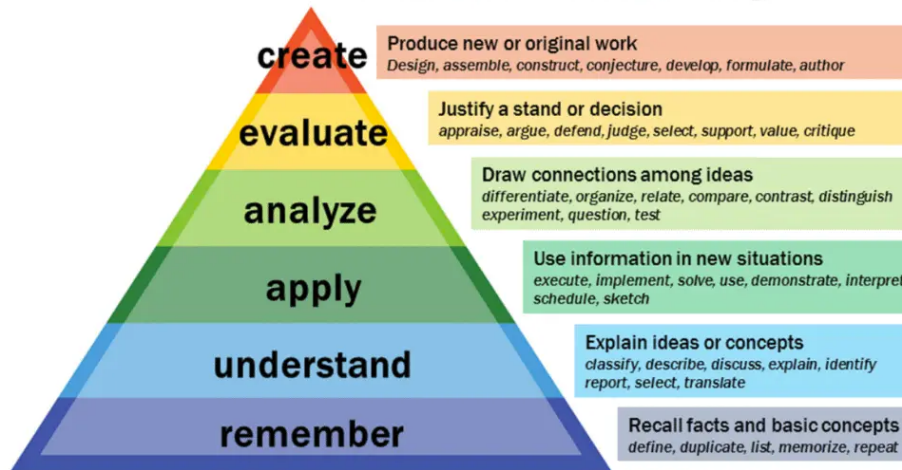 create
Produce new or original work
Design, assemble, construct, conjecture, develop, formulate, author
evaluate
Justify a stand or decision
appraise, argue, defend, judge, select, support, value, critique
analyze
Draw connections among ideas
differentiate, organize, relate, compare, contrast, distinguish
experiment, question, test
apply
Use information in new situations
execute, implement, solve, use, demonstrate, interpret
schedule, sketch
understand
Explain ideas or concepts
classify, describe, discuss, explain, identify
report, select, translate
remember
Recall facts and basic concepts
define, duplicate, list, memorize, repeat